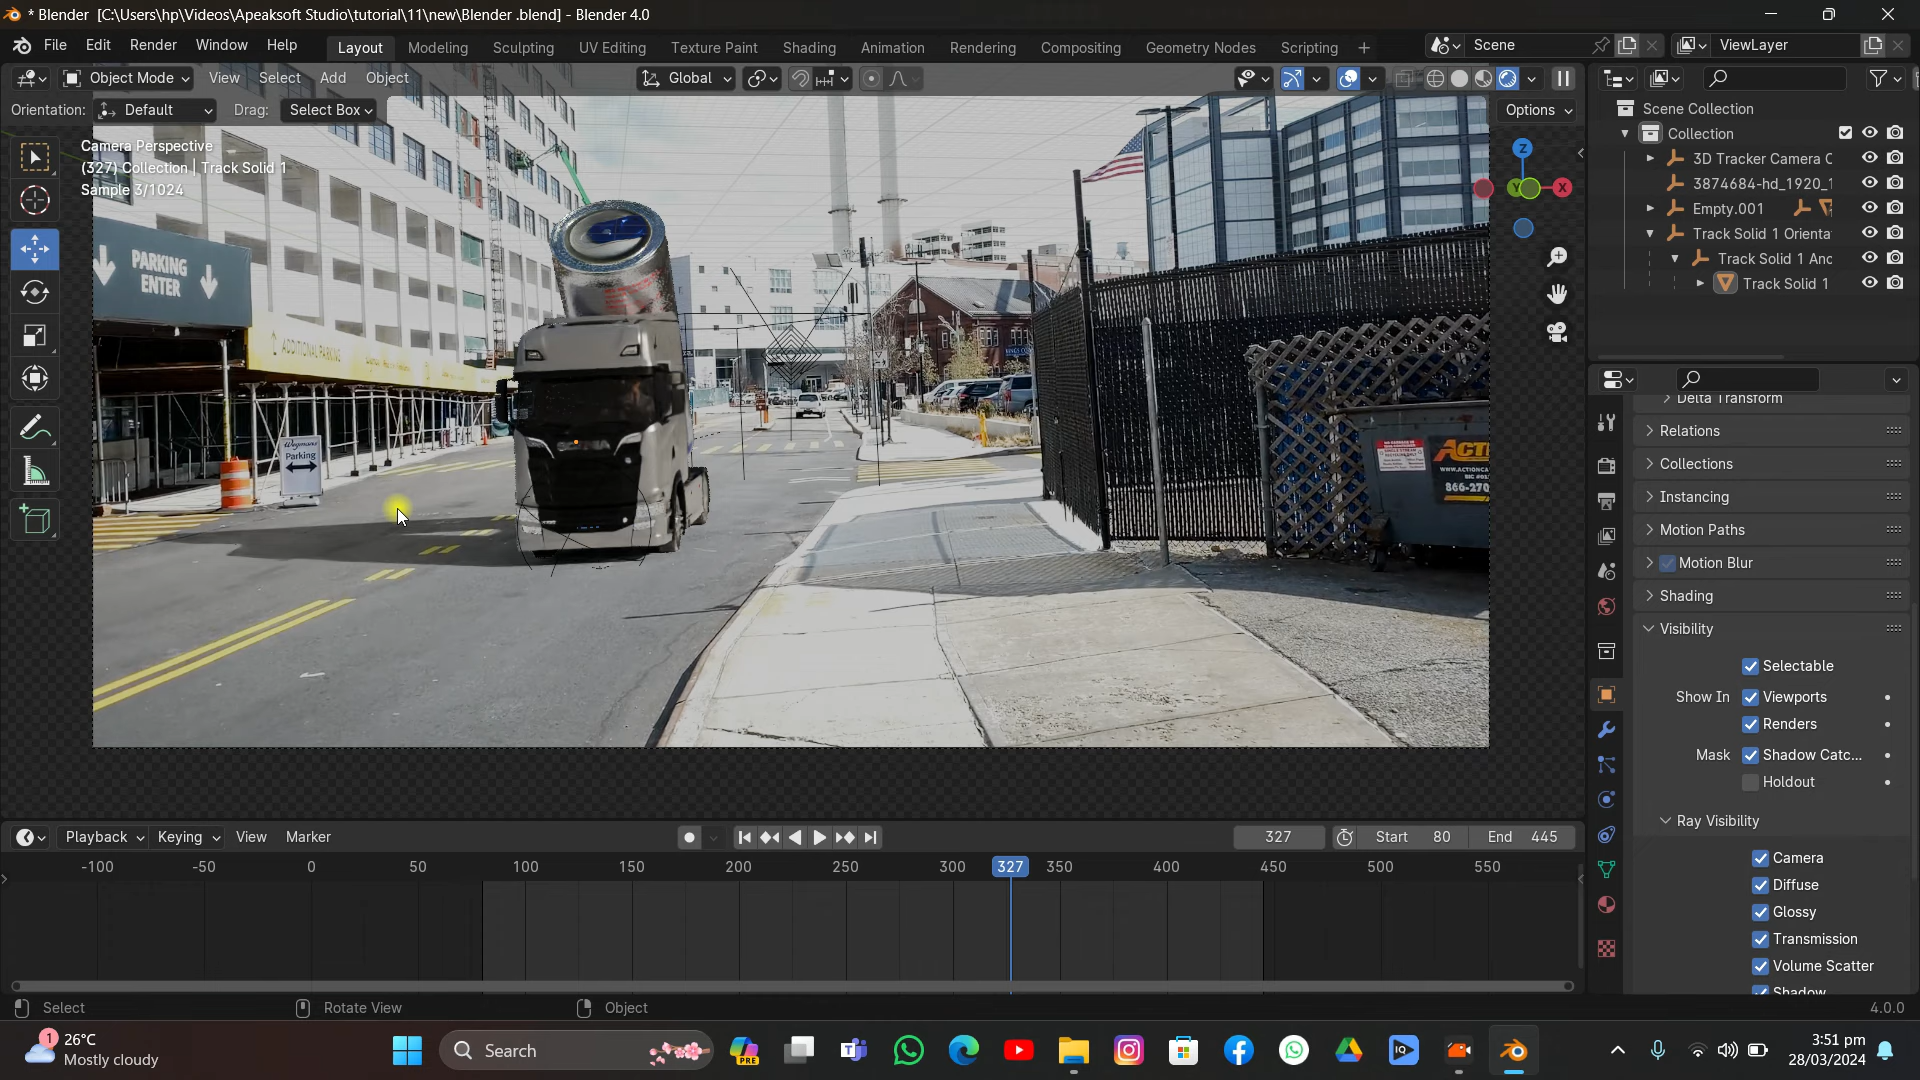 * Blender [C:\Users\hp\Videos\Apeaksoft Studio\tutorial\11\new\Blender .blend] - Blender 4.0
File Edit Render Window Help
Layout Modeling Sculpting UV Editing Texture Paint Shading Animation Rendering Compositing Geometry Nodes Scripting +
Scene
ViewLayer
Object Mode View Select Add Object
Global
Orientation: Default Drag: Select Box
Options
Camera Perspective
(327) Collection | Track Solid 1
Sample 3/1024
PARKING
ENTER
ADDITIONAL PARKING
Wegmans
Parking
Z
Y
X
Scene Collection
Collection
3D Tracker Camera C
3874684-hd_1920_1
Empty.001
Track Solid 1 Orienta
Track Solid 1 Anc
Track Solid 1
Delta Transform
Relations
Collections
Instancing
Motion Paths
Motion Blur
Shading
Visibility
Selectable
Show In Viewports
Renders
Mask Shadow Catc...
Holdout
Ray Visibility
Camera
Diffuse
Glossy
Transmission
Volume Scatter
Shadow
Playback Keying View Marker
327 Start 80 End 445
-100 -50 0 50 100 150 200 250 300 327 350 400 450 500 550
Select Rotate View Object 4.0.0
1
26°C
Mostly cloudy
Search
PRE
3:51 pm
28/03/2024